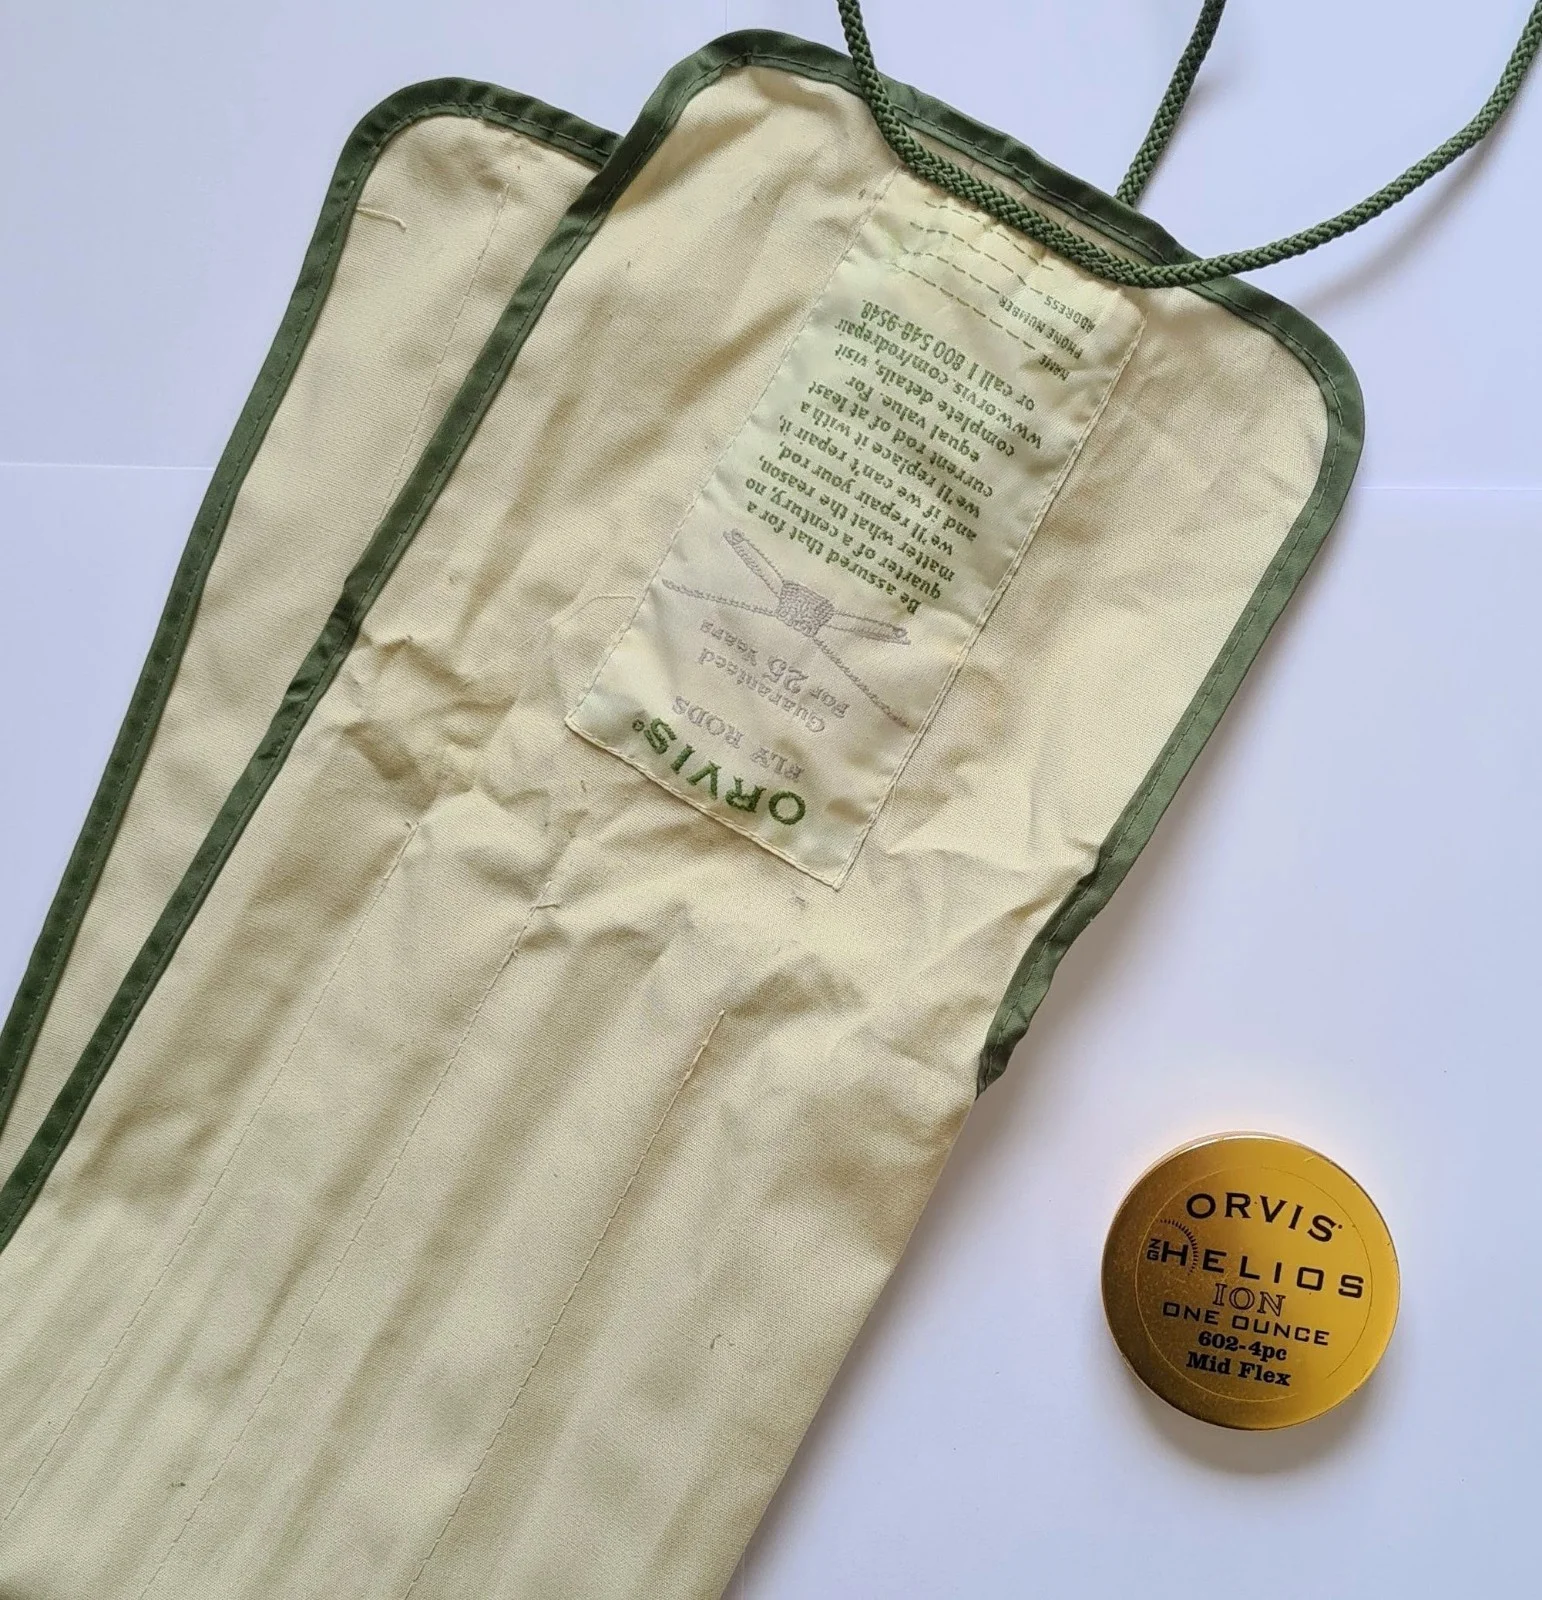 ORVIS®
FLY RODS
Guaranteed
For 25 Years
Be assured that for a
quarter of a century, no
matter what the reason,
we'll repair your rod,
and if we can't repair it,
we'll replace it with a
current rod of at least
equal value. For
complete details, visit
www.orvis.com/rodrepair
or call 1 800 548-9548.
NAME
PHONE NUMBER
ADDRESS
ORVIS
ZG HELIOS
ION
ONE OUNCE
602-4pc
Mid Flex